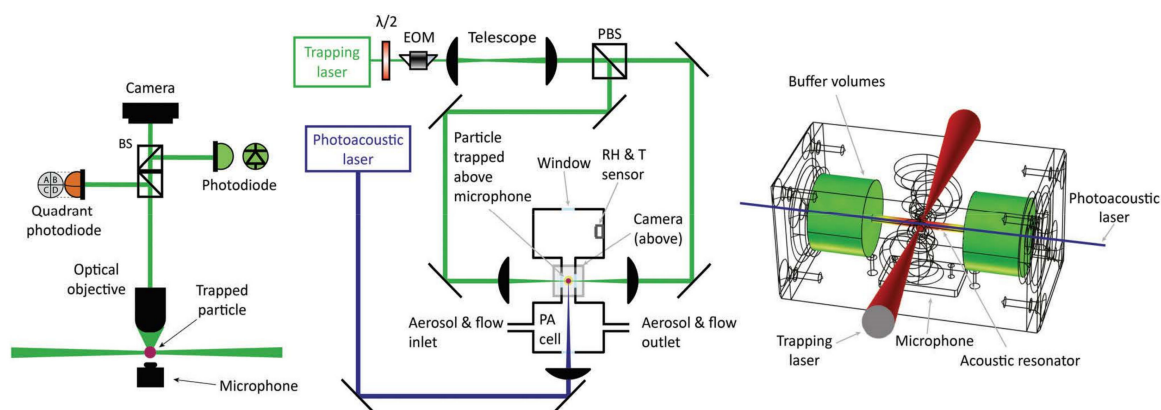 Camera
BS
Photodiode
A B
C D
Quadrant
photodiode
Optical
objective
Trapped
particle
Microphone
λ/2
EOM
Telescope
PBS
Trapping
laser
Photoacoustic
laser
Particle
trapped
above
microphone
Window
RH & T
sensor
Camera
(above)
Aerosol & flow
inlet
PA
cell
Aerosol & flow
outlet
Buffer volumes
Photoacoustic
laser
Trapping
laser
Microphone
Acoustic resonator